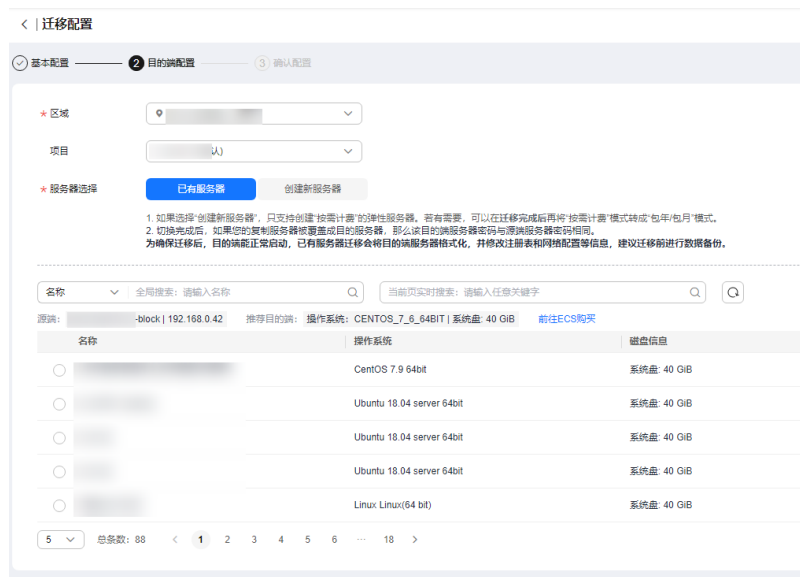 迁移配置
基本配置 2 目的端配置 3 确认配置
* 区域
项目 认)
* 服务器选择 已有服务器 创建新服务器
1. 如果选择“创建新服务器”，只支持创建“按需计费”的弹性服务器。若有需要，可以在迁移完成后再将“按需计费”模式转成“包年/包月”模式。
2. 切换完成后，如果您的复制服务器被覆盖成目的服务器，那么该目的端服务器密码与源端服务器密码相同。
为确保迁移后，目的端能正常启动，已有服务器迁移会将目的端服务器格式化，并修改注册表和网络配置等信息，建议迁移前进行数据备份。
名称 全局搜索：请输入名称 当前页实时搜索：请输入任意关键字
源端： -block | 192.168.0.42 推荐目的端： 操作系统：CENTOS_7_6_64BIT | 系统盘: 40 GiB 前往ECS购买
名称 操作系统 磁盘信息
CentOS 7.9 64bit 系统盘: 40 GiB
Ubuntu 18.04 server 64bit 系统盘: 40 GiB
Ubuntu 18.04 server 64bit 系统盘: 40 GiB
Ubuntu 18.04 server 64bit 系统盘: 40 GiB
Linux Linux(64 bit) 系统盘: 40 GiB
5 总条数：88 < 1 2 3 4 5 6 ··· 18 >